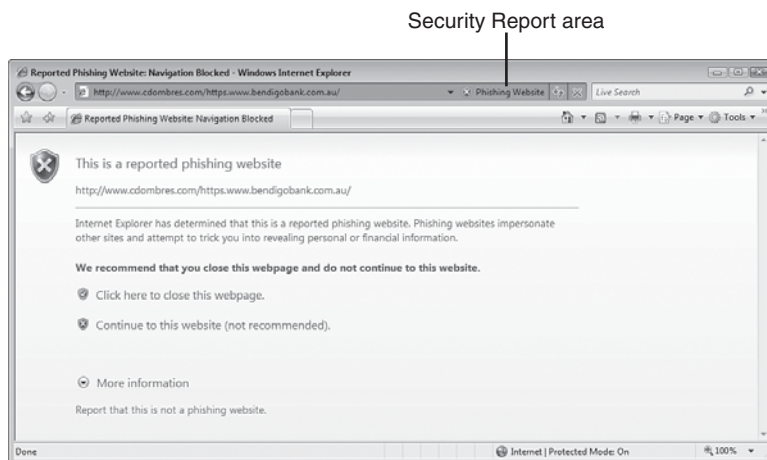 Security Report area
Reported Phishing Website: Navigation Blocked - Windows Internet Explorer
http://www.cdombres.com/https.www.bendigobank.com.au/
Phishing Website
Live Search
Reported Phishing Website: Navigation Blocked
Page
Tools
This is a reported phishing website
http://www.cdombres.com/https.www.bendigobank.com.au/
Internet Explorer has determined that this is a reported phishing website. Phishing websites impersonate
other sites and attempt to trick you into revealing personal or financial information.
We recommend that you close this webpage and do not continue to this website.
Click here to close this webpage.
Continue to this website (not recommended).
More information
Report that this is not a phishing website.
Done
Internet | Protected Mode: On
100%